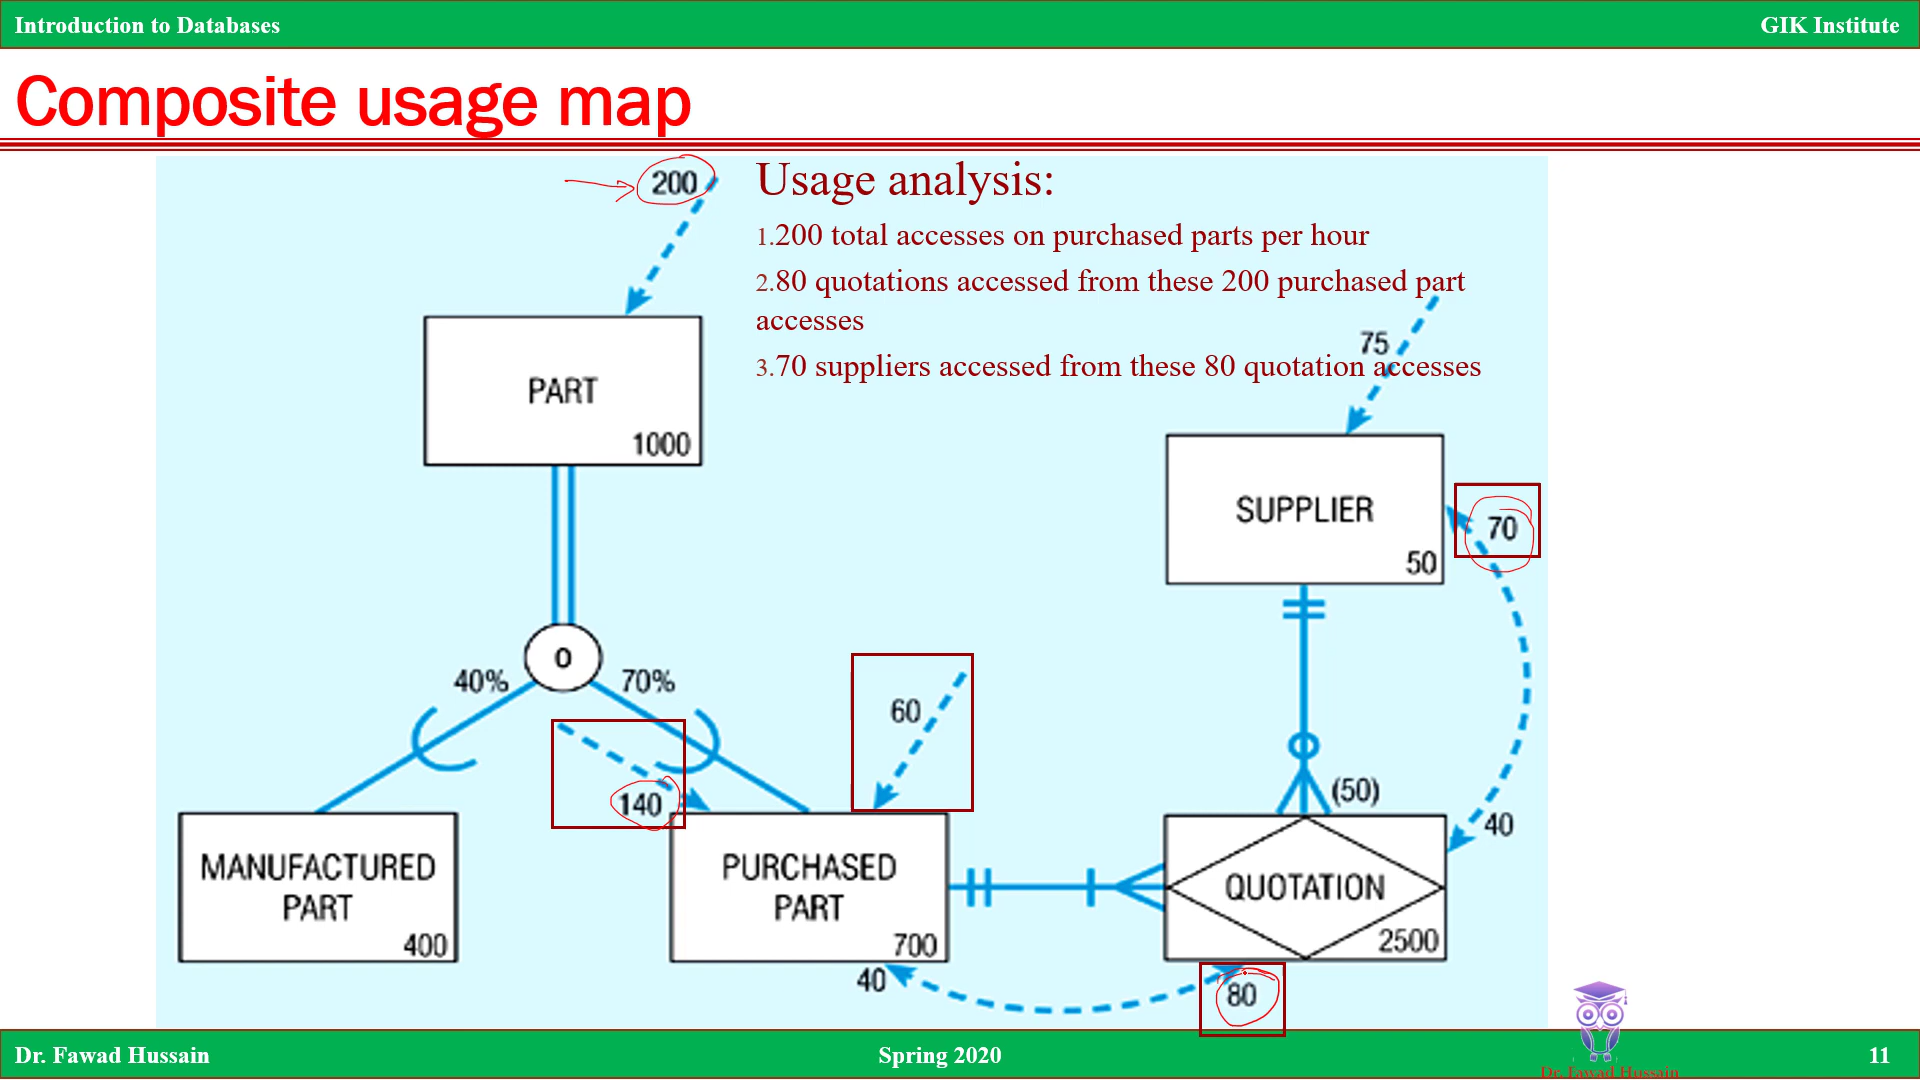 Introduction to Databases
GIK Institute
Composite usage map
200
Usage analysis:
1.200 total accesses on purchased parts per hour
2.80 quotations accessed from these 200 purchased part
accesses
75
3.70 suppliers accessed from these 80 quotation accesses
PART
1000
SUPPLIER
50
70
O
40%
70%
60
140
(50)
40
MANUFACTURED
PART
400
PURCHASED
PART
700
QUOTATION
2500
40
80
Dr. Fawad Hussain
Spring 2020
Dr. Fawad Hussain
11